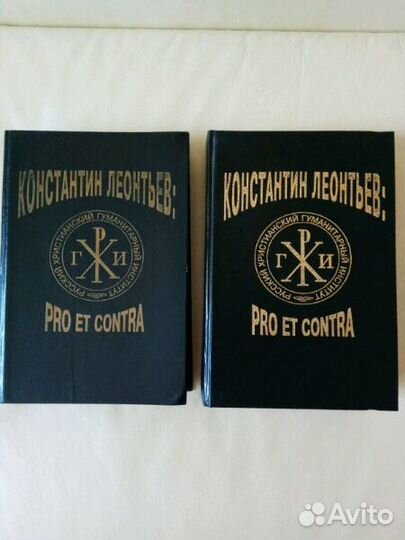 КОНСТАНТИН ЛЕОНТЬЕВ:
РУССКИЙ ХРИСТИАНСКИЙ ГУМАНИТАРНЫЙ ИНСТИТУТ
Р
Г Х И
PRO ET CONTRA
КОНСТАНТИН ЛЕОНТЬЕВ:
РУССКИЙ ХРИСТИАНСКИЙ ГУМАНИТАРНЫЙ ИНСТИТУТ
Р
Г Х И
PRO ET CONTRA
Avito